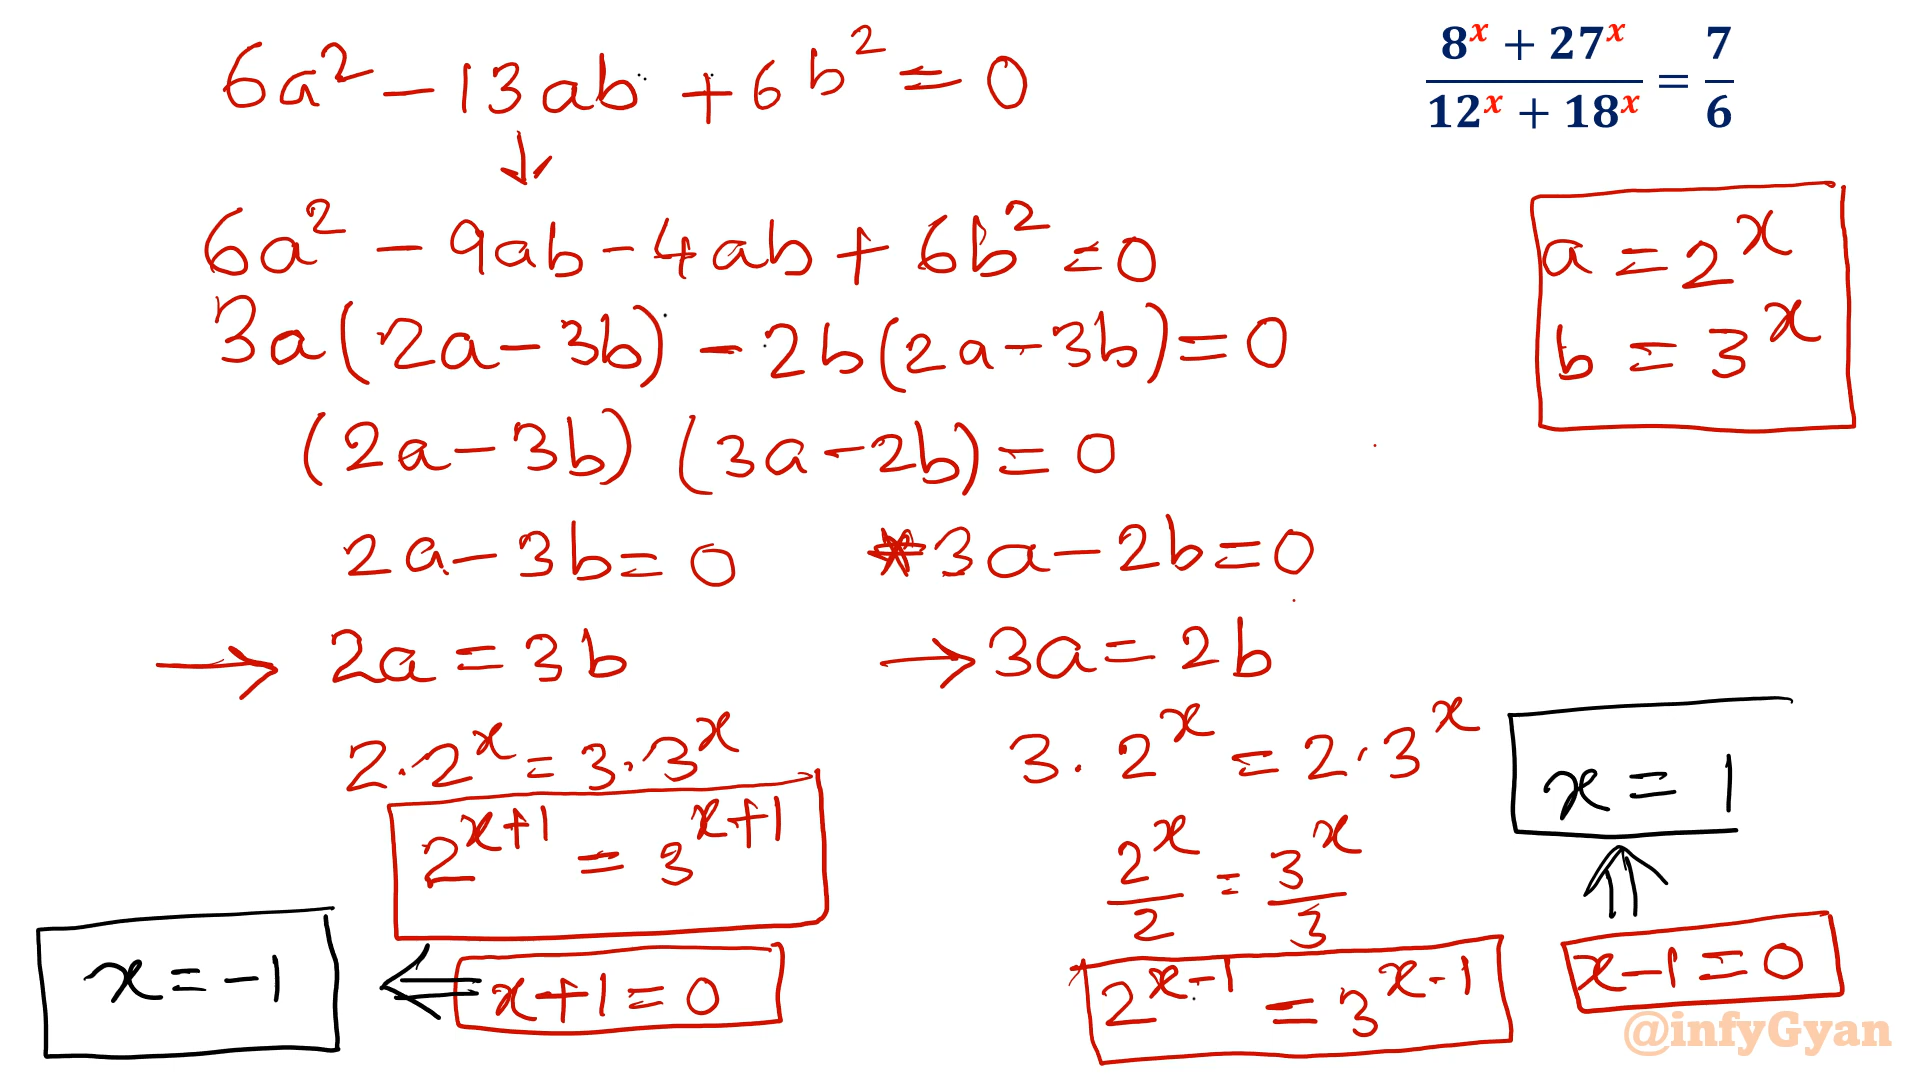 6a² − 13ab + 6b² = 0
(8^x + 27^x)/(12^x + 18^x) = 7/6
6a² − 9ab − 4ab + 6b² = 0
a = 2^x
b = 3^x
3a(2a − 3b) − 2b(2a − 3b) = 0
(2a − 3b) (3a − 2b) = 0
2a − 3b = 0
* 3a − 2b = 0
→ 2a = 3b
→ 3a = 2b
2·2^x = 3·3^x
3·2^x = 2·3^x
2^(x+1) = 3^(x+1)
2^x/2 = 3^x/3
x + 1 = 0
x = −1
2^(x−1) = 3^(x−1)
x − 1 = 0
x = 1
@infyGyan